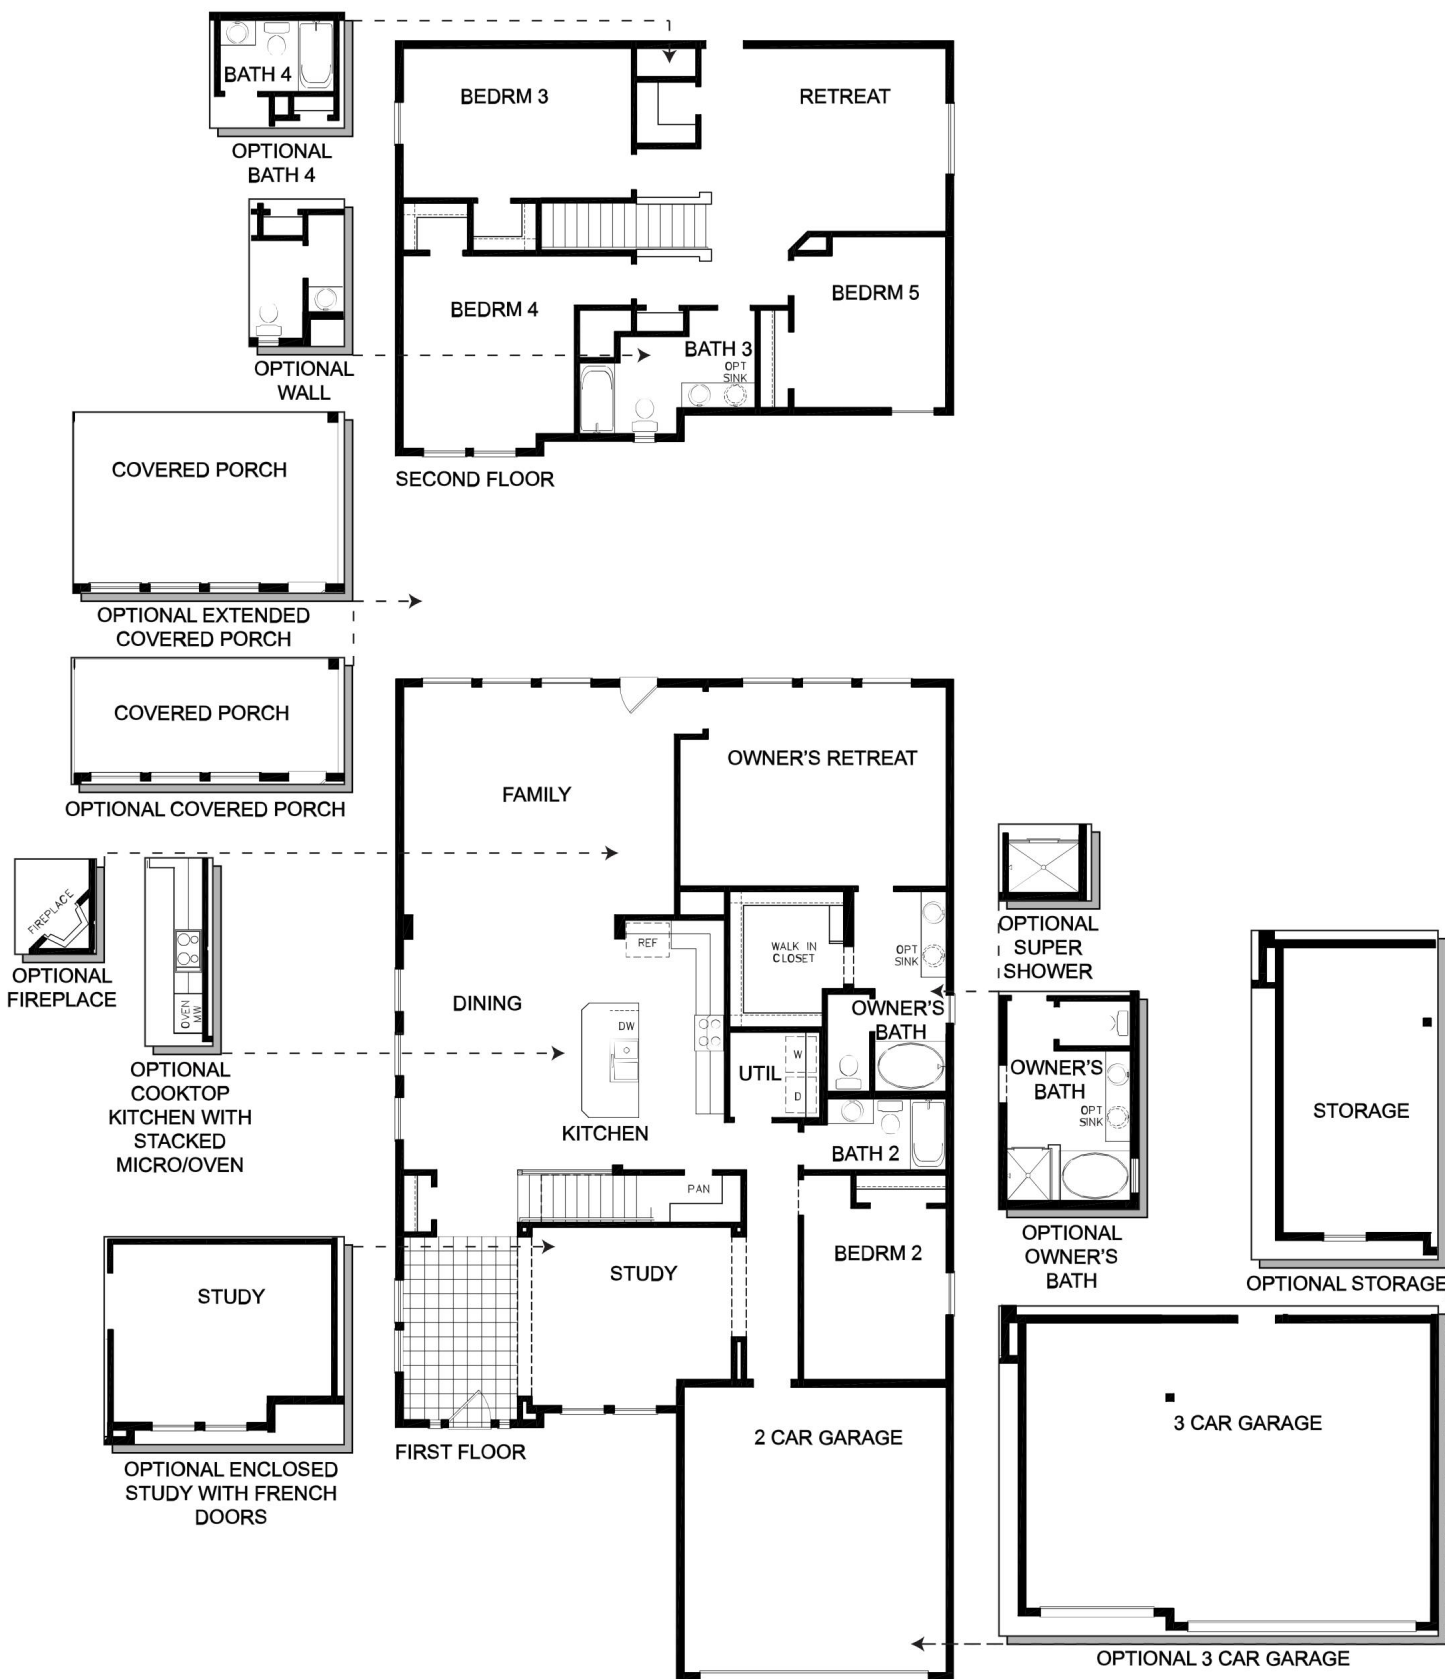 BATH 4
OPTIONAL
BATH 4
BEDRM 3
RETREAT
OPTIONAL
WALL
BEDRM 4
BEDRM 5
BATH 3
OPT
SINK
SECOND FLOOR
COVERED PORCH
OPTIONAL EXTENDED
COVERED PORCH
COVERED PORCH
OPTIONAL COVERED PORCH
OWNER'S RETREAT
FAMILY
FIREPLACE
OPTIONAL
FIREPLACE
OVEN
MW
OPTIONAL
COOKTOP
KITCHEN WITH
STACKED
MICRO/OVEN
REF
WALK IN
CLOSET
OPT
SINK
DINING
DW
OWNER'S
BATH
UTIL
W
D
KITCHEN
BATH 2
PAN
STUDY
BEDRM 2
OPTIONAL
SUPER
SHOWER
OWNER'S
BATH
OPT
SINK
OPTIONAL
OWNER'S
BATH
STORAGE
OPTIONAL STORAGE
STUDY
OPTIONAL ENCLOSED
STUDY WITH FRENCH
DOORS
FIRST FLOOR
2 CAR GARAGE
3 CAR GARAGE
OPTIONAL 3 CAR GARAGE